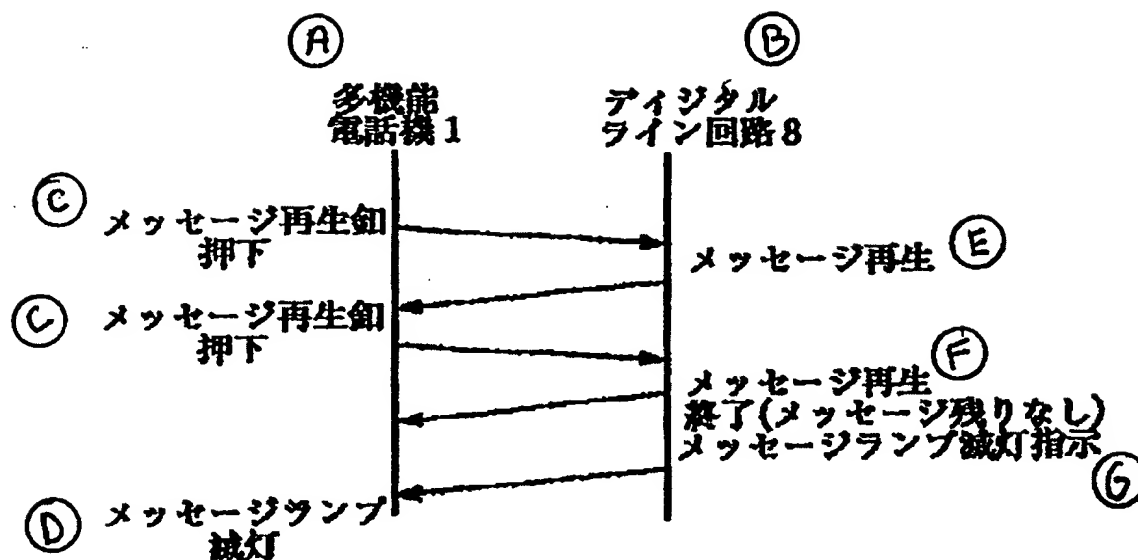 A
B
多機能
電話機1
ディジタル
ライン回路8
C
メッセージ再生釦
押下
メッセージ再生
E
C
メッセージ再生釦
押下
F
メッセージ再生
終了(メッセージ残りなし)
メッセージランプ滅灯指示
G
D
メッセージランプ
滅灯